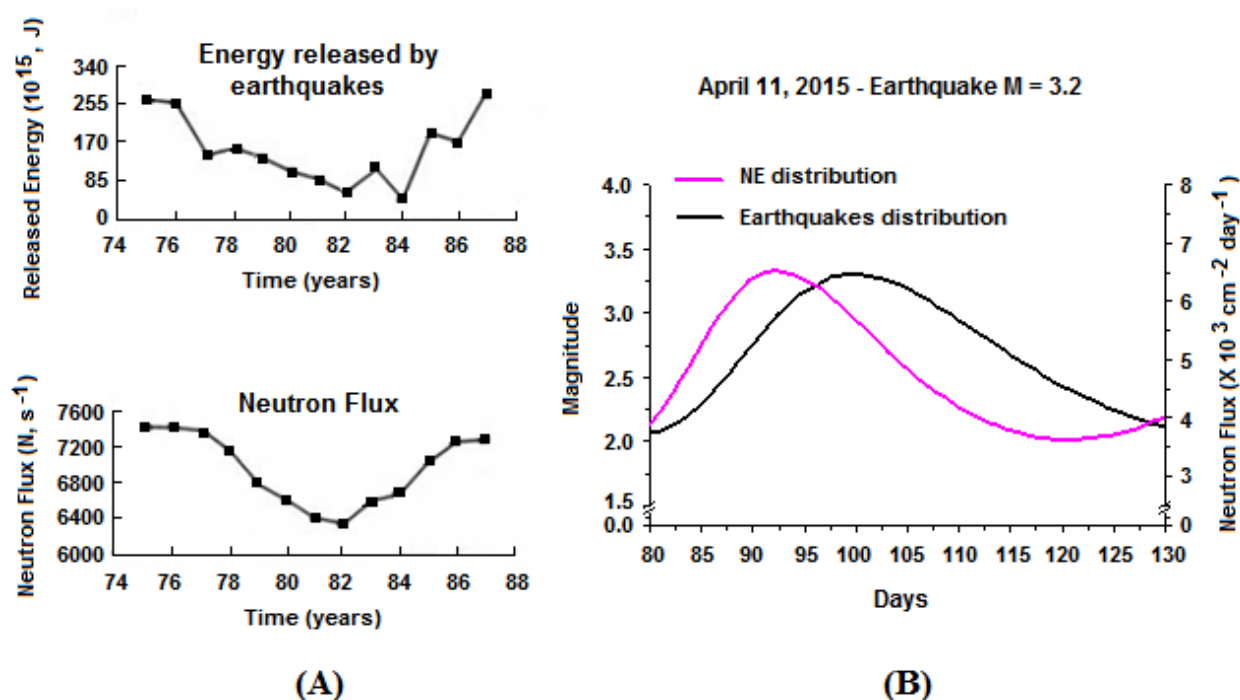 Energy released by
earthquakes
Released Energy (10^15, J)
340
255
170
85
0
74 76 78 80 82 84 86 88
Time (years)
Neutron Flux
Neutron Flux (N, s^-1)
7600
7200
6800
6400
6000
74 76 78 80 82 84 86 88
Time (years)
(A)
April 11, 2015 - Earthquake M = 3.2
NE distribution
Earthquakes distribution
Magnitude
4.0
3.5
3.0
2.5
2.0
1.5
0.0
80 85 90 95 100 105 110 115 120 125 130
Days
8
7
6
5
4
3
0
Neutron Flux (X 10^3 cm^-2 day^-1)
(B)